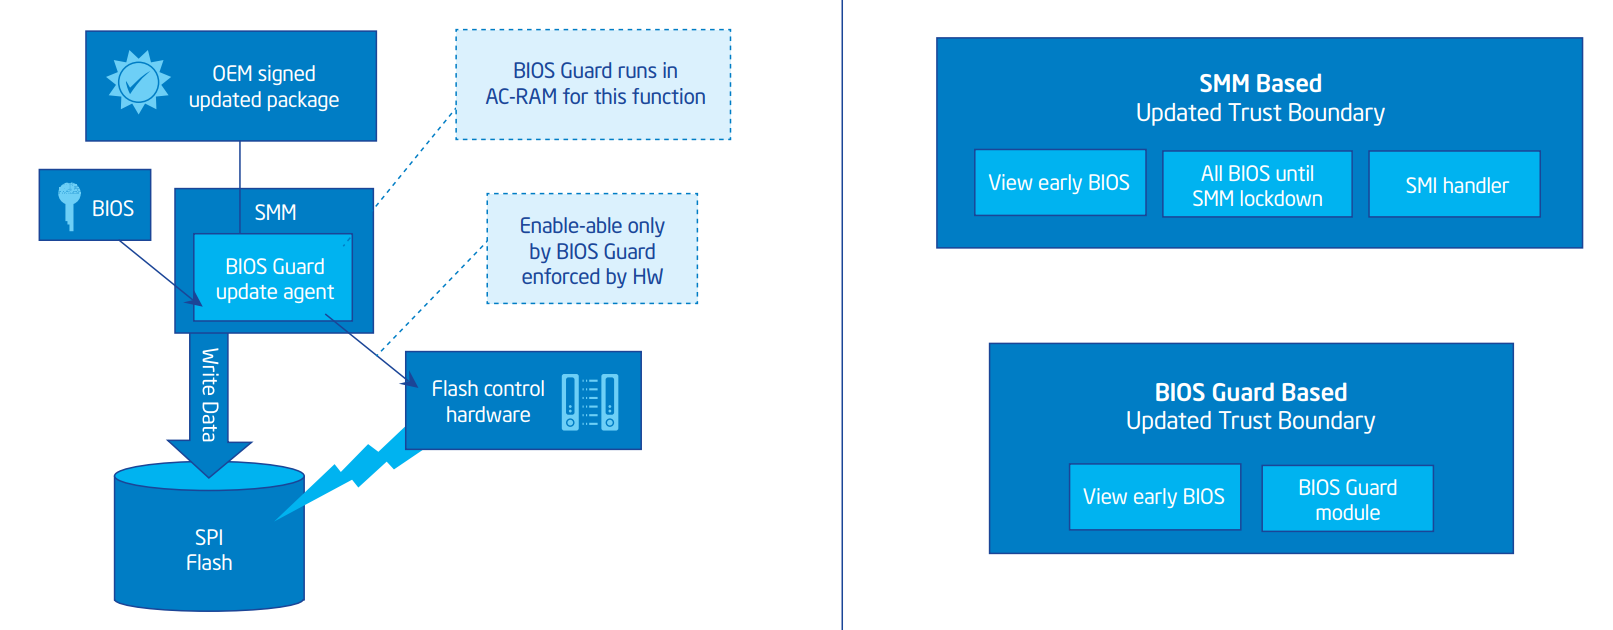 OEM signed
updated package
BIOS Guard runs in
AC-RAM for this function
BIOS
SMM
BIOS Guard
update agent
Enable-able only
by BIOS Guard
enforced by HW
Write Data
Flash control
hardware
SPI
Flash
SMM Based
Updated Trust Boundary
View early BIOS
All BIOS until
SMM lockdown
SMI handler
BIOS Guard Based
Updated Trust Boundary
View early BIOS
BIOS Guard
module